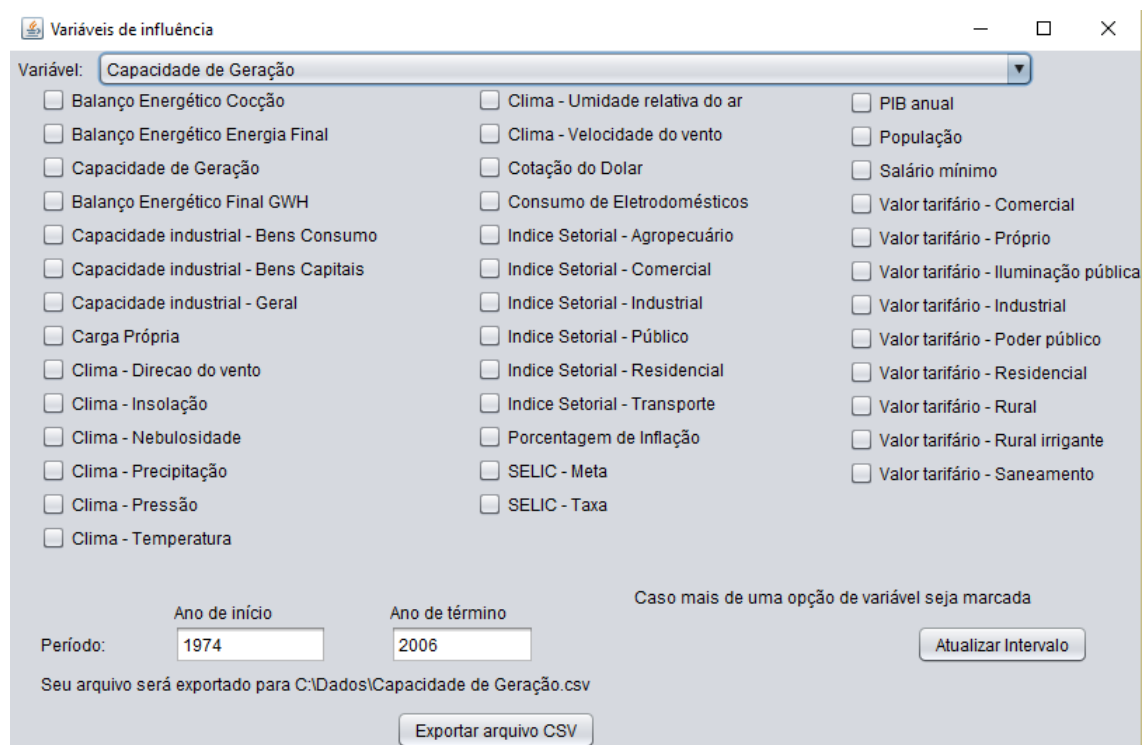 Variáveis de influência
Variável: Capacidade de Geração
Balanço Energético Cocção
Balanço Energético Energia Final
Capacidade de Geração
Balanço Energético Final GWH
Capacidade industrial - Bens Consumo
Capacidade industrial - Bens Capitais
Capacidade industrial - Geral
Carga Própria
Clima - Direcao do vento
Clima - Insolação
Clima - Nebulosidade
Clima - Precipitação
Clima - Pressão
Clima - Temperatura
Clima - Umidade relativa do ar
Clima - Velocidade do vento
Cotação do Dolar
Consumo de Eletrodomésticos
Indice Setorial - Agropecuário
Indice Setorial - Comercial
Indice Setorial - Industrial
Indice Setorial - Público
Indice Setorial - Residencial
Indice Setorial - Transporte
Porcentagem de Inflação
SELIC - Meta
SELIC - Taxa
PIB anual
População
Salário mínimo
Valor tarifário - Comercial
Valor tarifário - Próprio
Valor tarifário - Iluminação pública
Valor tarifário - Industrial
Valor tarifário - Poder público
Valor tarifário - Residencial
Valor tarifário - Rural
Valor tarifário - Rural irrigante
Valor tarifário - Saneamento
Caso mais de uma opção de variável seja marcada
Ano de início Ano de término
Período: 1974 2006 Atualizar Intervalo
Seu arquivo será exportado para C:\Dados\Capacidade de Geração.csv
Exportar arquivo CSV